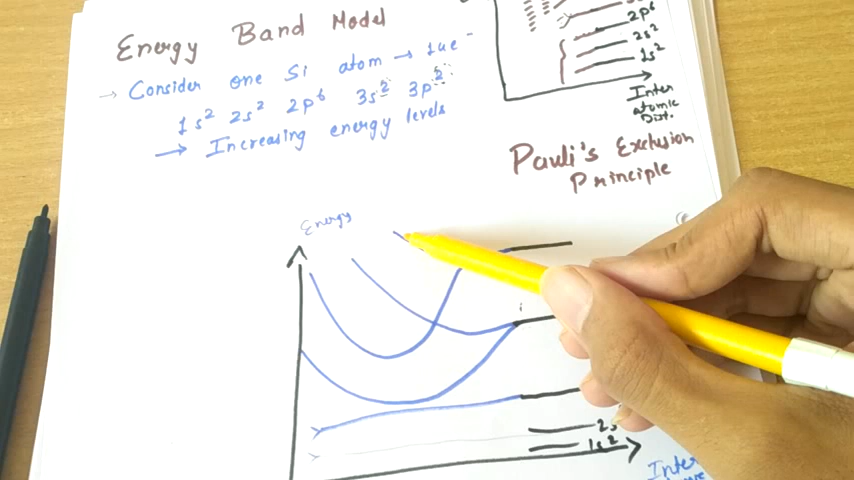 Energy Band Model
→ Consider one Si atom → 14e⁻
1s² 2s² 2p⁶ 3s² 3p²
→ Increasing energy levels
2p⁶
2s²
1s²
Inter
atomic
Dist.
Pauli's Exclusion
Principle
Energy
2s
1s²
Inter